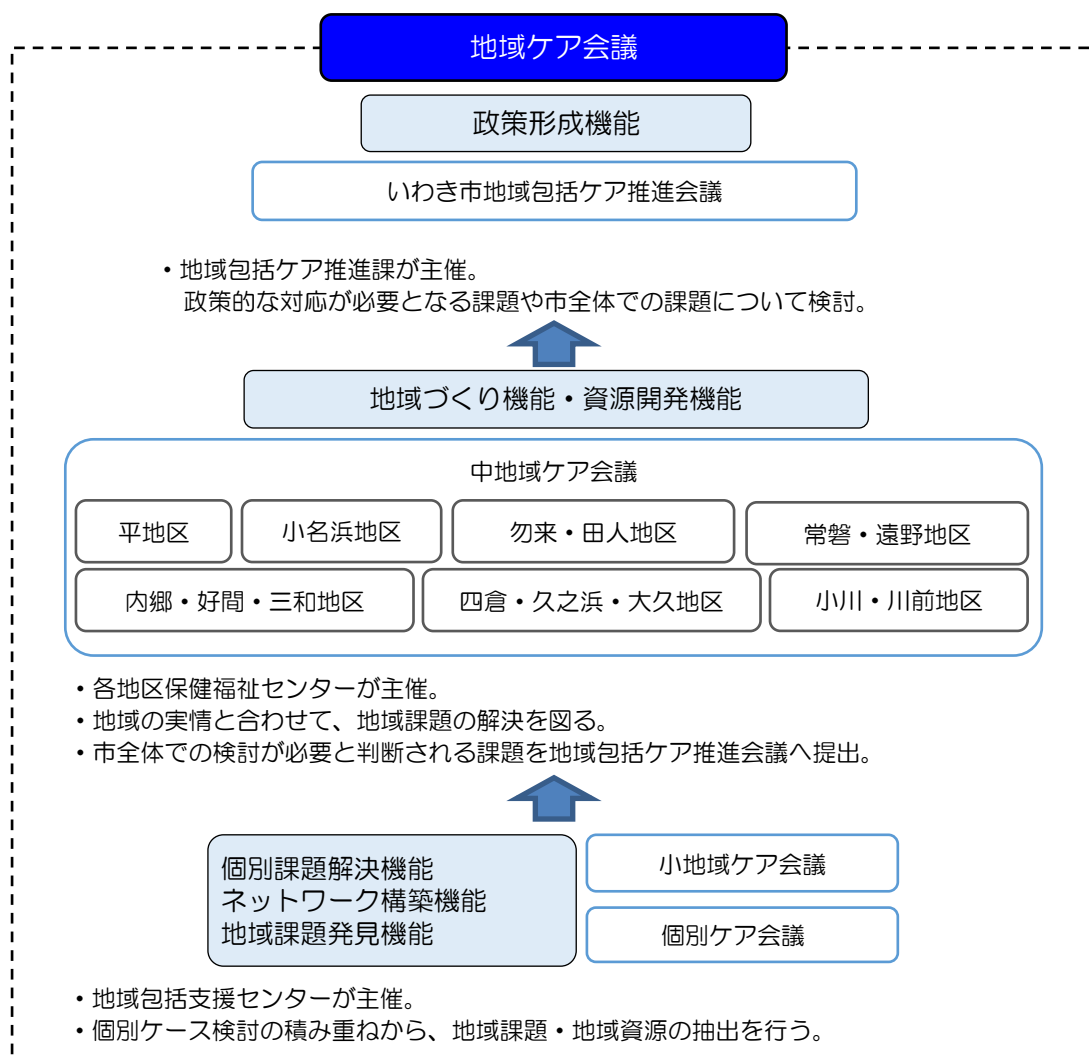 地域ケア会議
政策形成機能
いわき市地域包括ケア推進会議
・地域包括ケア推進課が主催。
政策的な対応が必要となる課題や市全体での課題について検討。
地域づくり機能・資源開発機能
中地域ケア会議
平地区
小名浜地区
勿来・田人地区
常磐・遠野地区
内郷・好間・三和地区
四倉・久之浜・大久地区
小川・川前地区
・各地区保健福祉センターが主催。
・地域の実情と合わせて、地域課題の解決を図る。
・市全体での検討が必要と判断される課題を地域包括ケア推進会議へ提出。
個別課題解決機能
ネットワーク構築機能
地域課題発見機能
小地域ケア会議
個別ケア会議
・地域包括支援センターが主催。
・個別ケース検討の積み重ねから、地域課題・地域資源の抽出を行う。